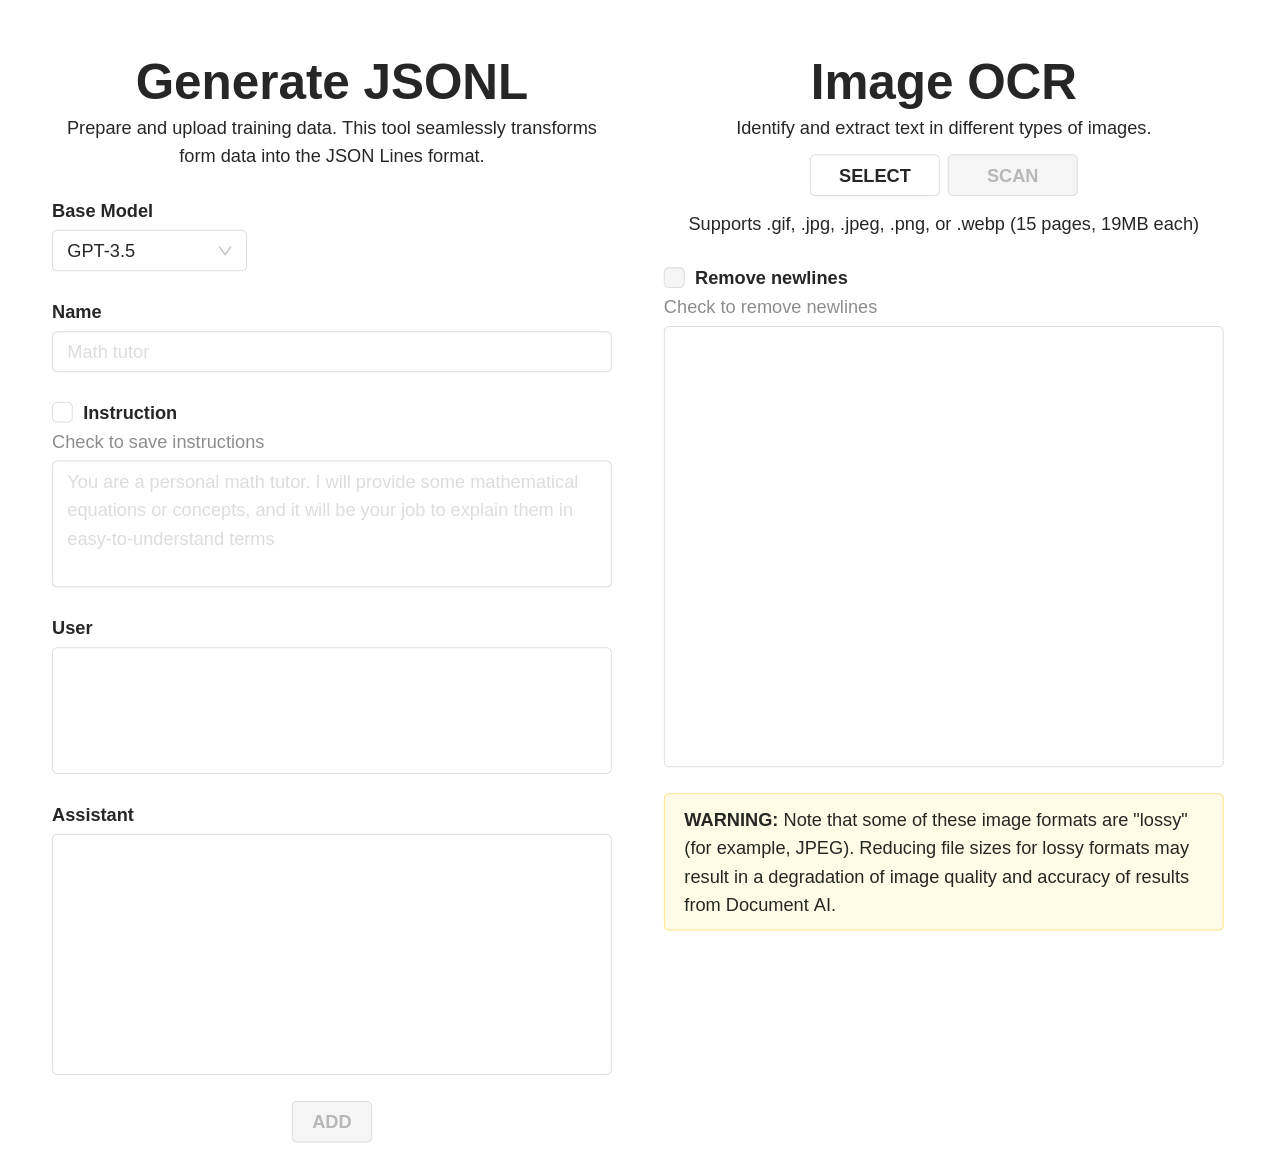 Generate JSONL
Prepare and upload training data. This tool seamlessly transforms
form data into the JSON Lines format.
Base Model
GPT-3.5
Name
Math tutor
Instruction
Check to save instructions
You are a personal math tutor. I will provide some mathematical
equations or concepts, and it will be your job to explain them in
easy-to-understand terms
User
Assistant
ADD
Image OCR
Identify and extract text in different types of images.
SELECT
SCAN
Supports .gif, .jpg, .jpeg, .png, or .webp (15 pages, 19MB each)
Remove newlines
Check to remove newlines
WARNING: Note that some of these image formats are "lossy"
(for example, JPEG). Reducing file sizes for lossy formats may
result in a degradation of image quality and accuracy of results
from Document AI.